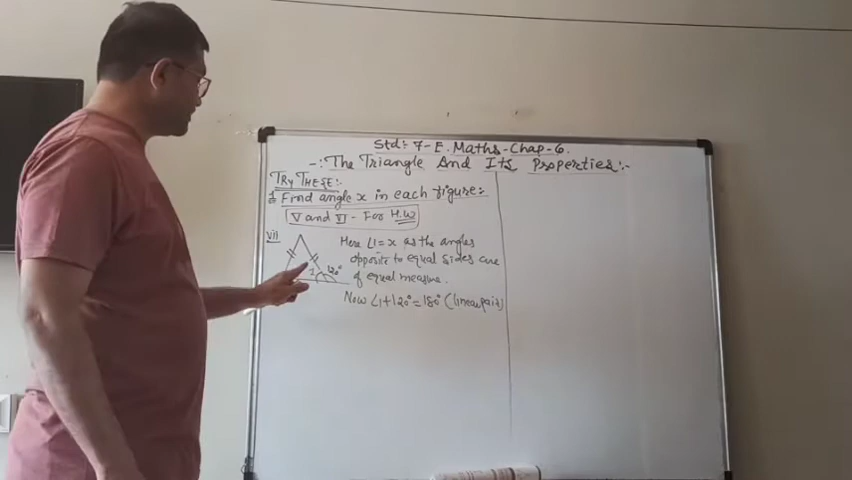 Std:- 7-E. Maths-Chap-6.
-:The Triangle And Its Properties:-
TRY THESE:-
1= Find angle x in each figure:-
V and VI - For H.W
vii
Here ∠1=x as the angles
opposite to equal sides are
of equal measure.
1 120°
Now ∠1+120°=180° (linear pair)